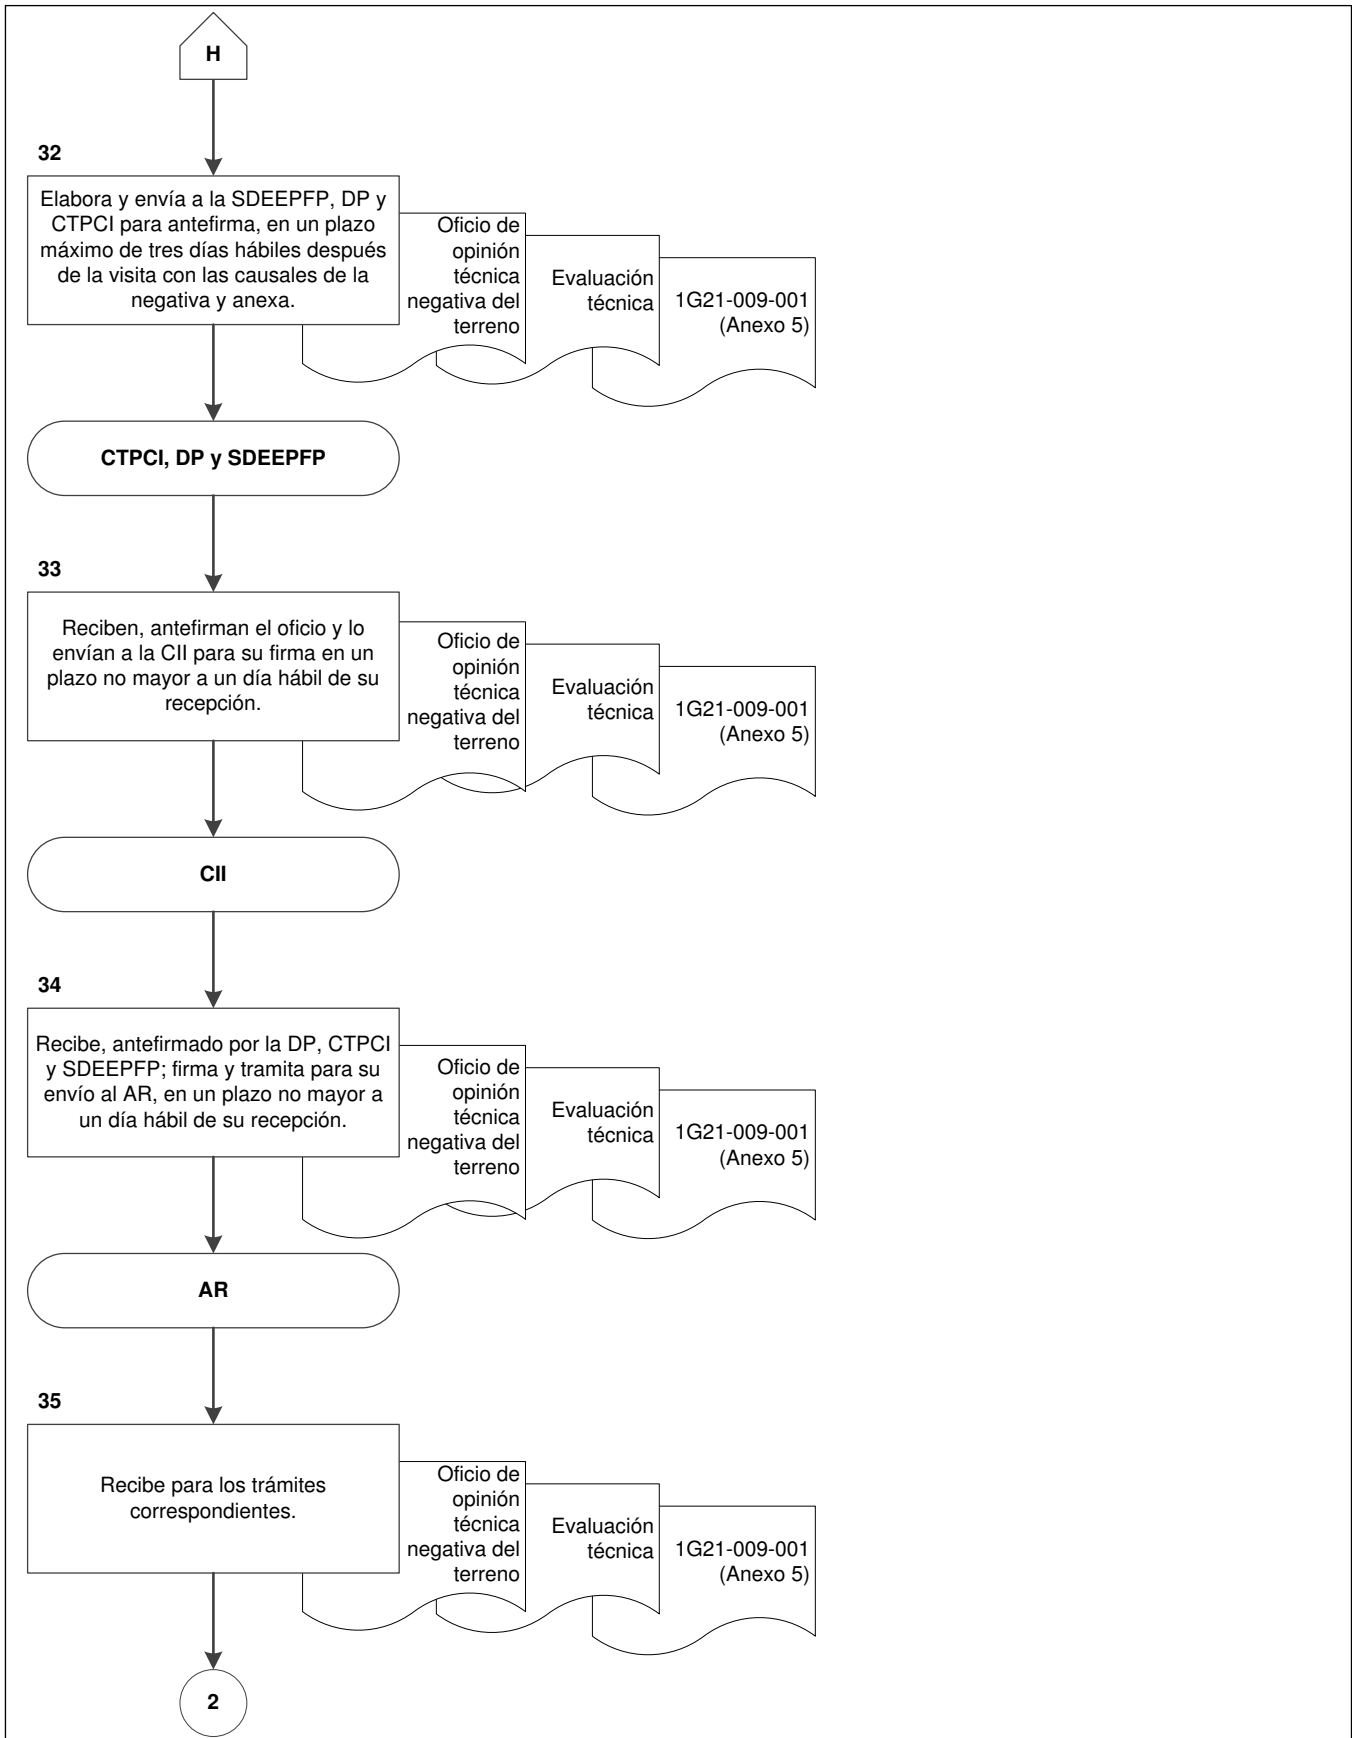 H
32
Elabora y envía a la SDEEPFP, DP y
CTPCI para antefirma, en un plazo
máximo de tres días hábiles después
de la visita con las causales de la
negativa y anexa.
Oficio de
opinión
técnica
negativa del
terreno
Evaluación
técnica
1G21-009-001
(Anexo 5)
CTPCI, DP y SDEEPFP
33
Reciben, antefirman el oficio y lo
envían a la CII para su firma en un
plazo no mayor a un día hábil de su
recepción.
Oficio de
opinión
técnica
negativa del
terreno
Evaluación
técnica
1G21-009-001
(Anexo 5)
CII
34
Recibe, antefirmado por la DP, CTPCI
y SDEEPFP; firma y tramita para su
envío al AR, en un plazo no mayor a
un día hábil de su recepción.
Oficio de
opinión
técnica
negativa del
terreno
Evaluación
técnica
1G21-009-001
(Anexo 5)
AR
35
Recibe para los trámites
correspondientes.
Oficio de
opinión
técnica
negativa del
terreno
Evaluación
técnica
1G21-009-001
(Anexo 5)
2